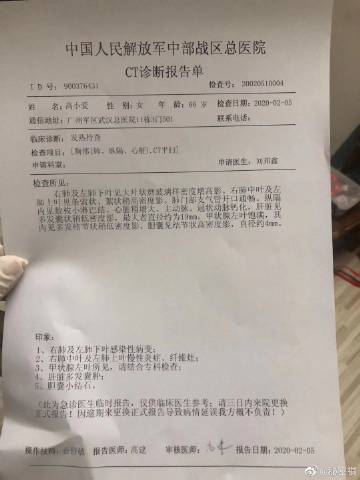 中国人民解放军中部战区总医院
CT诊断报告单
ID号: 900376431 检查号: 20020510004
姓 名: 高小爱 性 别: 女 年 龄: 66 岁 检查日期: 2020-02-05
通信地址: 广州军区武汉总医院11栋3门501 联系电话:
临床诊断: 发热待查
检查项目: [胸部(肺、纵隔、心脏),CT平扫]
申请科室: 申请医生: 刘邦鑫
检查所见:
右肺及左肺下叶见大片状磨玻璃样密度增高影。右肺中叶及左
肺上叶见条索状、絮状稍高密度影。肺门部支气管开口通畅。纵隔
内见数枚小淋巴结。心脏稍增大。主动脉、冠状动脉钙化。肝脏见
多发囊状稍低密度影,最大者直径约为19mm。甲状腺左叶饱满,其
内见多发结节状稍低密度影。胆囊见结节状高密度影,直径约4mm。
印象:
1、右肺及左肺下叶感染性病变;
2、右肺中叶及左肺上叶慢性炎症、纤维灶;
3、甲状腺左叶所见,请结合专科检查;
4、肝脏多发囊肿;
5、胆囊小结石。
(此为急诊医生临时报告,仅供临床医生参考;请三日内来院更换
正式报告!因逾期来更换正式报告导致病情延误我方概不负责!)
操作技师: 报告医师: 高建 审核医师: 报告日期: 2020-02-05